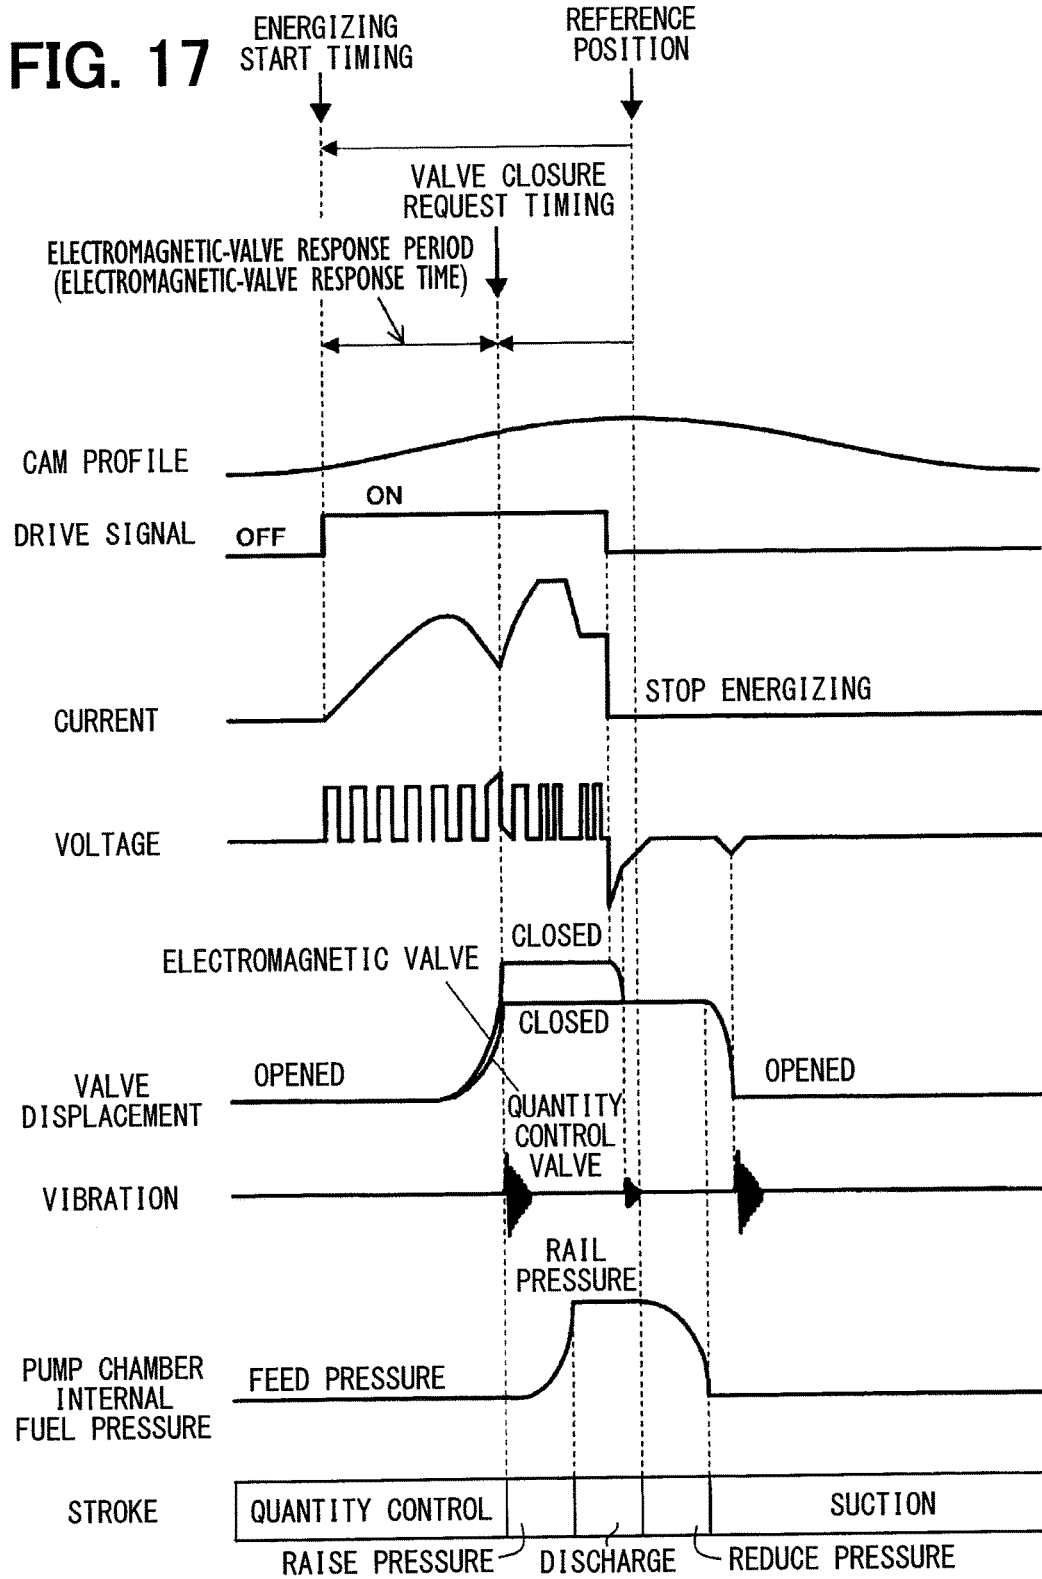 FIG. 17
ENERGIZING
START TIMING
REFERENCE
POSITION
VALVE CLOSURE
REQUEST TIMING
ELECTROMAGNETIC-VALVE RESPONSE PERIOD
(ELECTROMAGNETIC-VALVE RESPONSE TIME)
CAM PROFILE
ON
DRIVE SIGNAL
OFF
STOP ENERGIZING
CURRENT
VOLTAGE
CLOSED
ELECTROMAGNETIC VALVE
CLOSED
OPENED
OPENED
VALVE
DISPLACEMENT
QUANTITY
CONTROL
VALVE
VIBRATION
RAIL
PRESSURE
FEED PRESSURE
PUMP CHAMBER
INTERNAL
FUEL PRESSURE
STROKE
QUANTITY CONTROL
SUCTION
RAISE PRESSURE
DISCHARGE
REDUCE PRESSURE